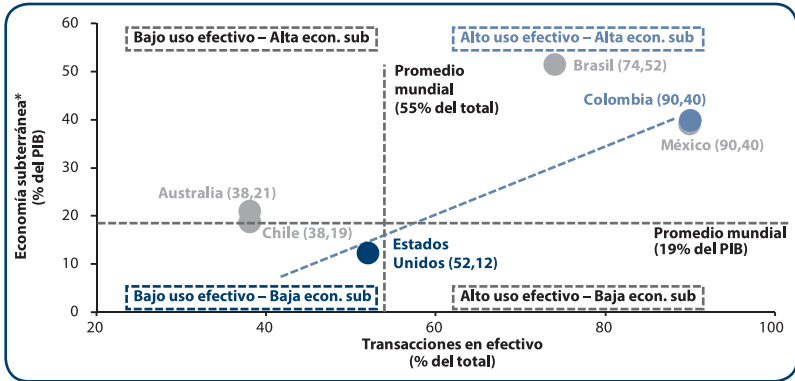 Economía subterránea*
(% del PIB)
60
50
40
30
20
10
0
Bajo uso efectivo – Alta econ. sub
Alto uso efectivo – Alta econ. sub
Promedio
mundial
(55% del total)
Brasil (74,52)
Colombia (90,40)
México (90,40)
Australia (38,21)
Chile (38,19)
Estados
Unidos (52,12)
Promedio mundial
(19% del PIB)
Bajo uso efectivo – Baja econ. sub
Alto uso efectivo – Baja econ. sub
20
40
60
80
100
Transacciones en efectivo
(% del total)